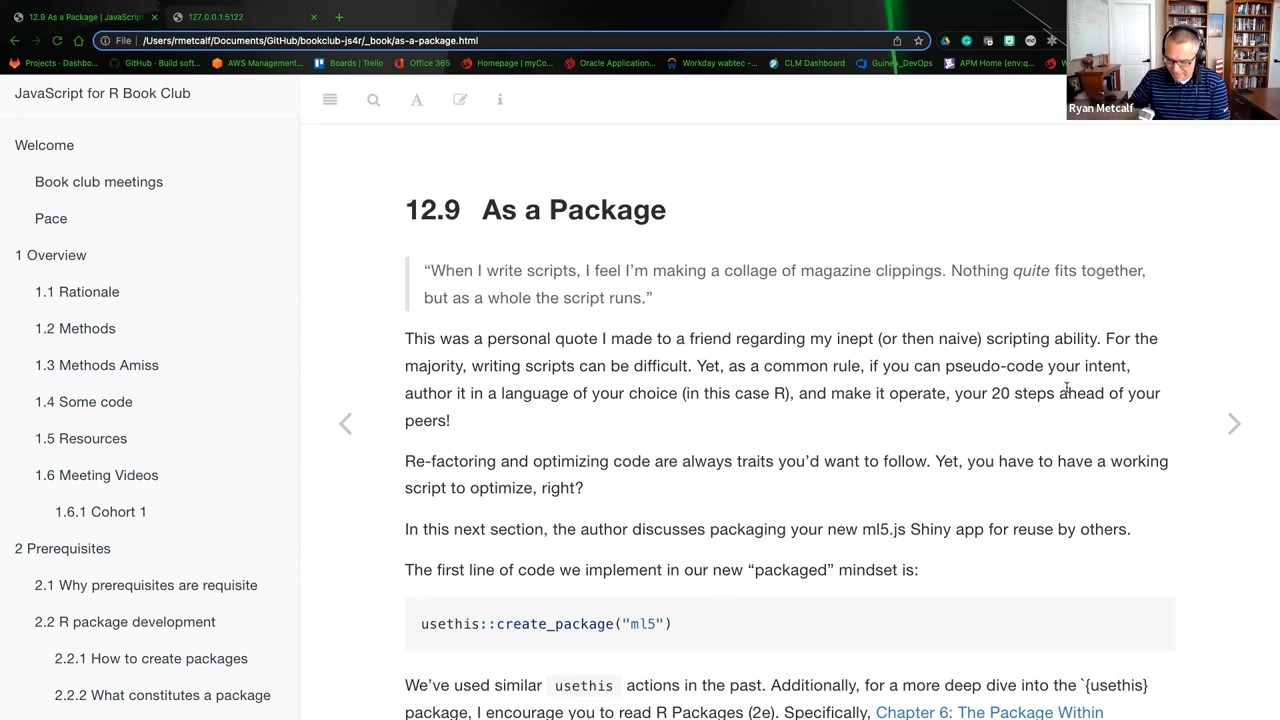 12.9 As a Package | JavaScript
127.0.0.1:5122
File | /Users/rmetcalf/Documents/GitHub/bookclub-js4r/_book/as-a-package.html
Projects · Dashbo...
GitHub · Build soft...
AWS Management...
Boards | Trello
Office 365
Homepage | myCo...
Oracle Application...
Workday wabtec -...
CLM Dashboard
Guinea_DevOps
APM Home (env:q...
Ryan Metcalf
JavaScript for R Book Club
Welcome
Book club meetings
Pace
1 Overview
1.1 Rationale
1.2 Methods
1.3 Methods Amiss
1.4 Some code
1.5 Resources
1.6 Meeting Videos
1.6.1 Cohort 1
2 Prerequisites
2.1 Why prerequisites are requisite
2.2 R package development
2.2.1 How to create packages
2.2.2 What constitutes a package
12.9 As a Package
“When I write scripts, I feel I’m making a collage of magazine clippings. Nothing quite fits together,
but as a whole the script runs.”
This was a personal quote I made to a friend regarding my inept (or then naive) scripting ability. For the
majority, writing scripts can be difficult. Yet, as a common rule, if you can pseudo-code your intent,
author it in a language of your choice (in this case R), and make it operate, your 20 steps ahead of your
peers!
Re-factoring and optimizing code are always traits you’d want to follow. Yet, you have to have a working
script to optimize, right?
In this next section, the author discusses packaging your new ml5.js Shiny app for reuse by others.
The first line of code we implement in our new “packaged” mindset is:
usethis::create_package("ml5")
We’ve used similar usethis actions in the past. Additionally, for a more deep dive into the `{usethis}
package, I encourage you to read R Packages (2e). Specifically, Chapter 6: The Package Within